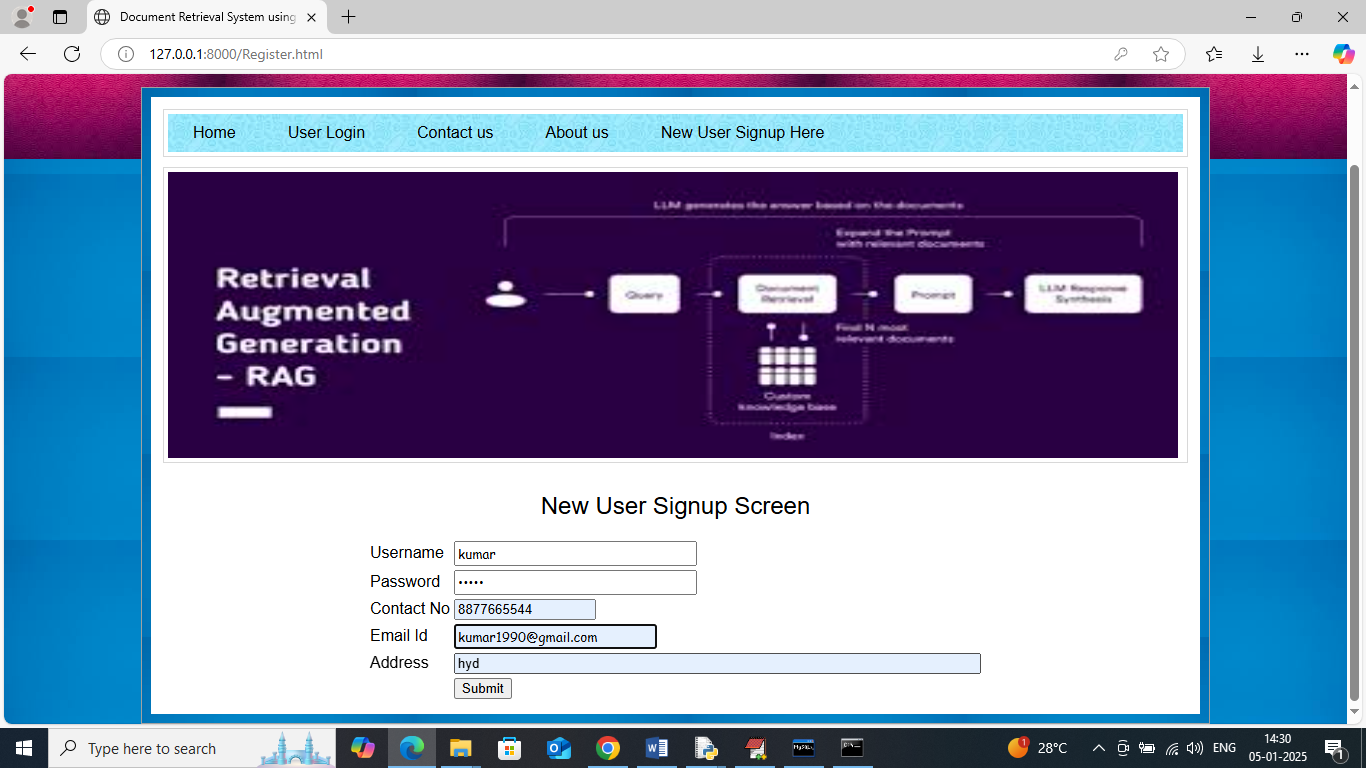 Document Retrieval System using
127.0.0.1:8000/Register.html
Home User Login Contact us About us New User Signup Here
LLM generates the answer based on the documents
Expand the Prompt
with relevant documents
Retrieval
Augmented
Generation
– RAG
Query
Document
Retrieval
Prompt
LLM Response
Synthesis
Find N most
relevant documents
Custom
knowledge base
Index
New User Signup Screen
Username kumar
Password •••••
Contact No 8877665544
Email Id kumar1990@gmail.com
Address hyd
Submit
Type here to search
1
28°C
ENG
14:30
05-01-2025
1